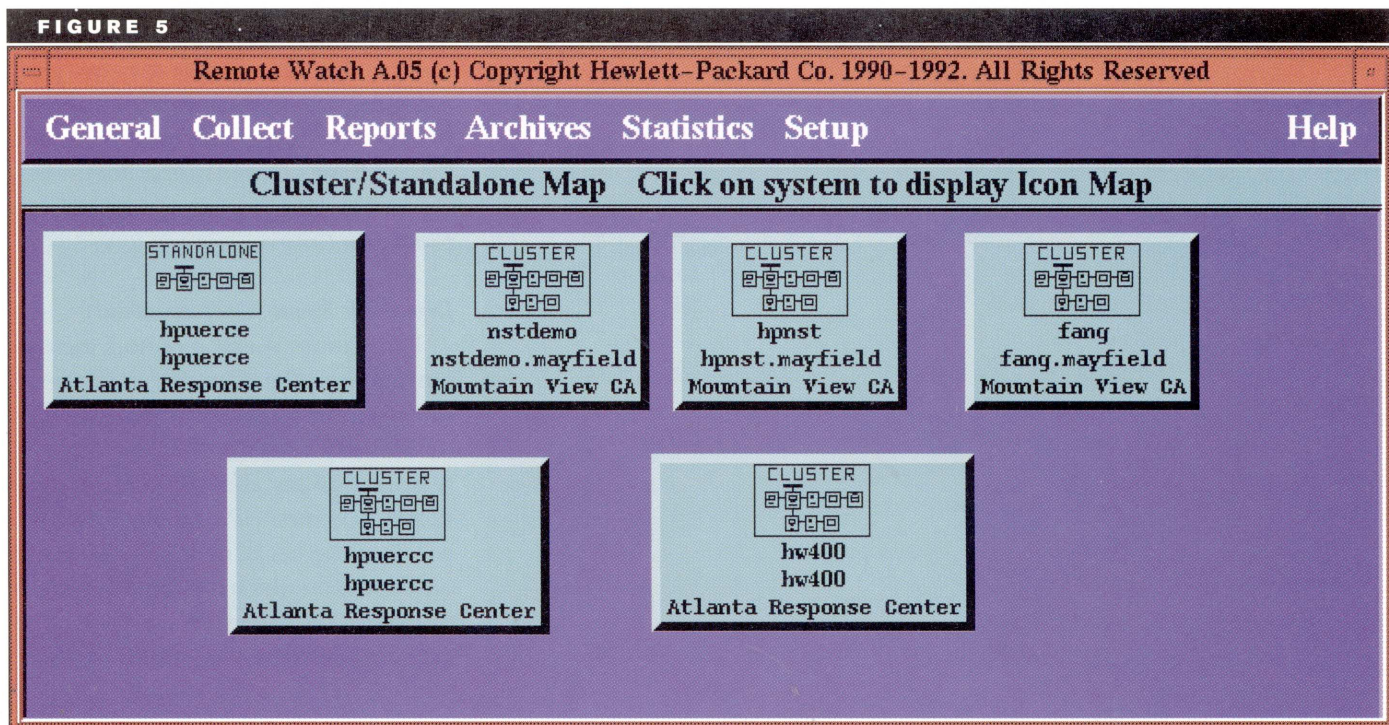 FIGURE 5
Remote Watch A.05 (c) Copyright Hewlett-Packard Co. 1990-1992. All Rights Reserved
General Collect Reports Archives Statistics Setup Help
Cluster/Standalone Map Click on system to display Icon Map
STANDALONE
hpuerce
hpuerce
Atlanta Response Center
CLUSTER
nstdemo
nstdemo.mayfield
Mountain View CA
CLUSTER
hpnst
hpnst.mayfield
Mountain View CA
CLUSTER
fang
fang.mayfield
Mountain View CA
CLUSTER
hpuercc
hpuercc
Atlanta Response Center
CLUSTER
hw400
hw400
Atlanta Response Center